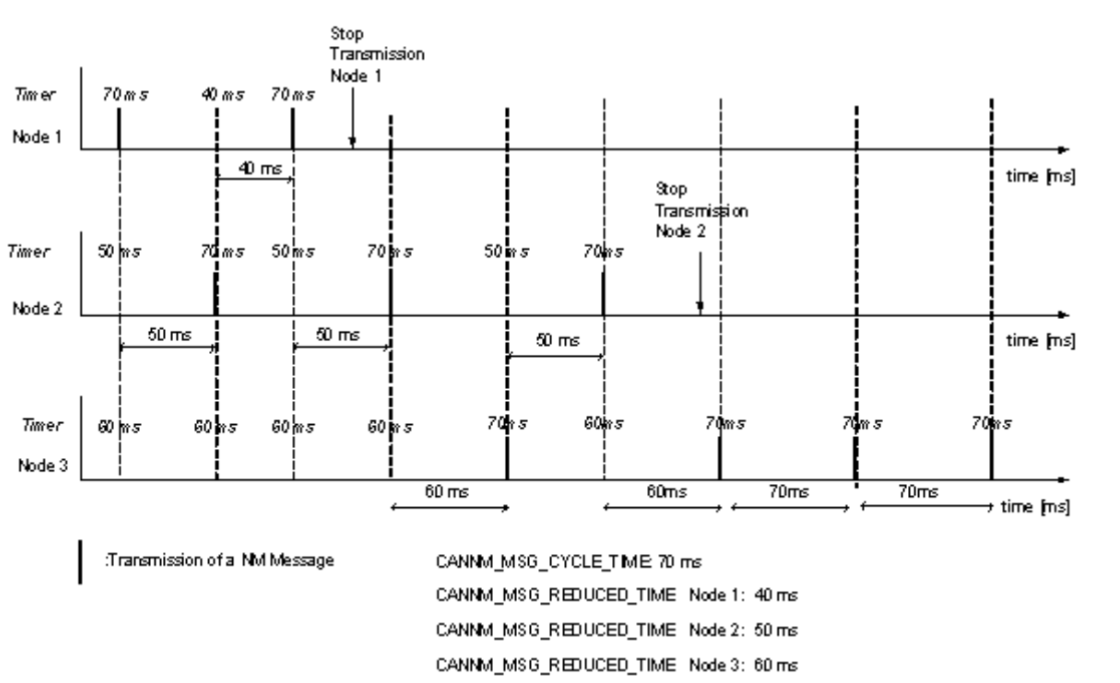 Stop
Transmission
Node 1
Timer 70 ms 40 ms 70 ms
Node 1
40 ms
time [ms]
Stop
Transmission
Node 2
Timer 50 ms 70 ms 50 ms 70 ms 50 ms 70 ms
Node 2
50 ms 50 ms 50 ms
time [ms]
Timer 60 ms 60 ms 60 ms 60 ms 70 ms 60 ms 70 ms 70 ms 70 ms
Node 3
60 ms 60ms 70ms 70ms
time [ms]
:Transmission of a NM Message
CANNM_MSG_CYCLE_TIME: 70 ms
CANNM_MSG_REDUCED_TIME Node 1: 40 ms
CANNM_MSG_REDUCED_TIME Node 2: 50 ms
CANNM_MSG_REDUCED_TIME Node 3: 60 ms